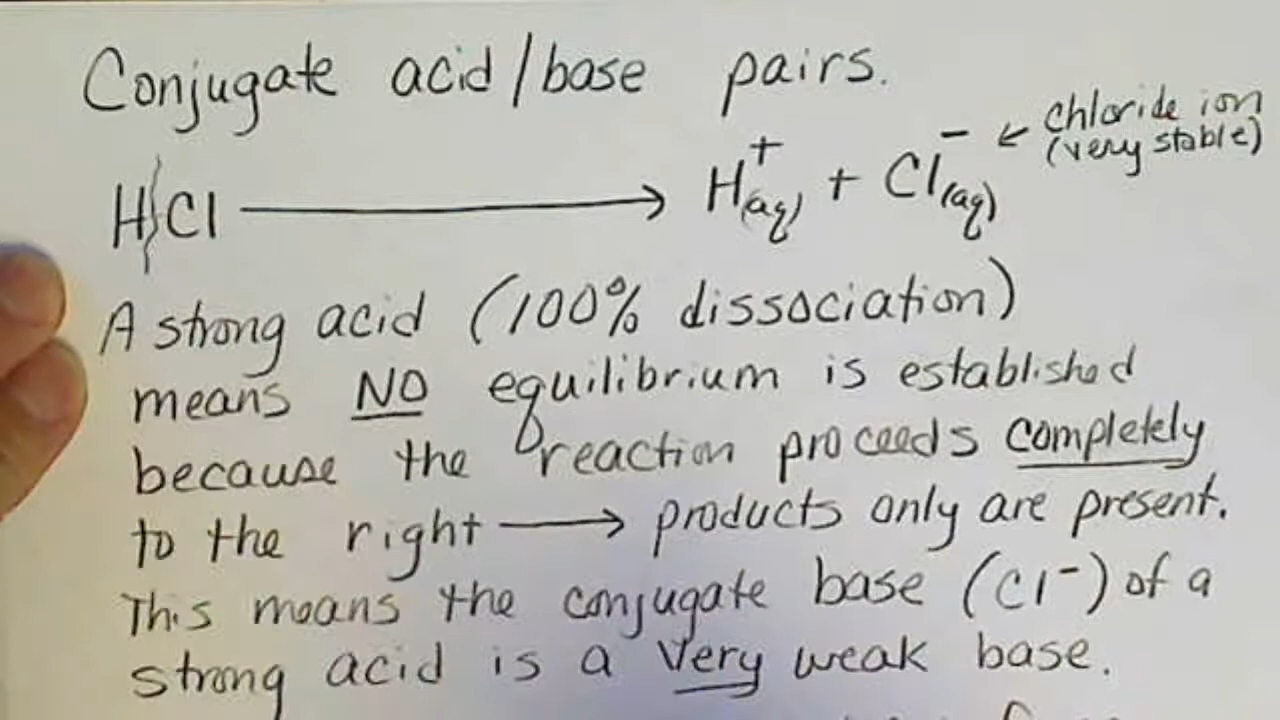 Conjugate acid/base pairs.
HCl → H⁺(aq) + Cl⁻(aq) ← chloride ion
(very stable)
A strong acid (100% dissociation)
means NO equilibrium is established
because the reaction proceeds completely
to the right → products only are present.
This means the conjugate base (Cl⁻) of a
strong acid is a very weak base.